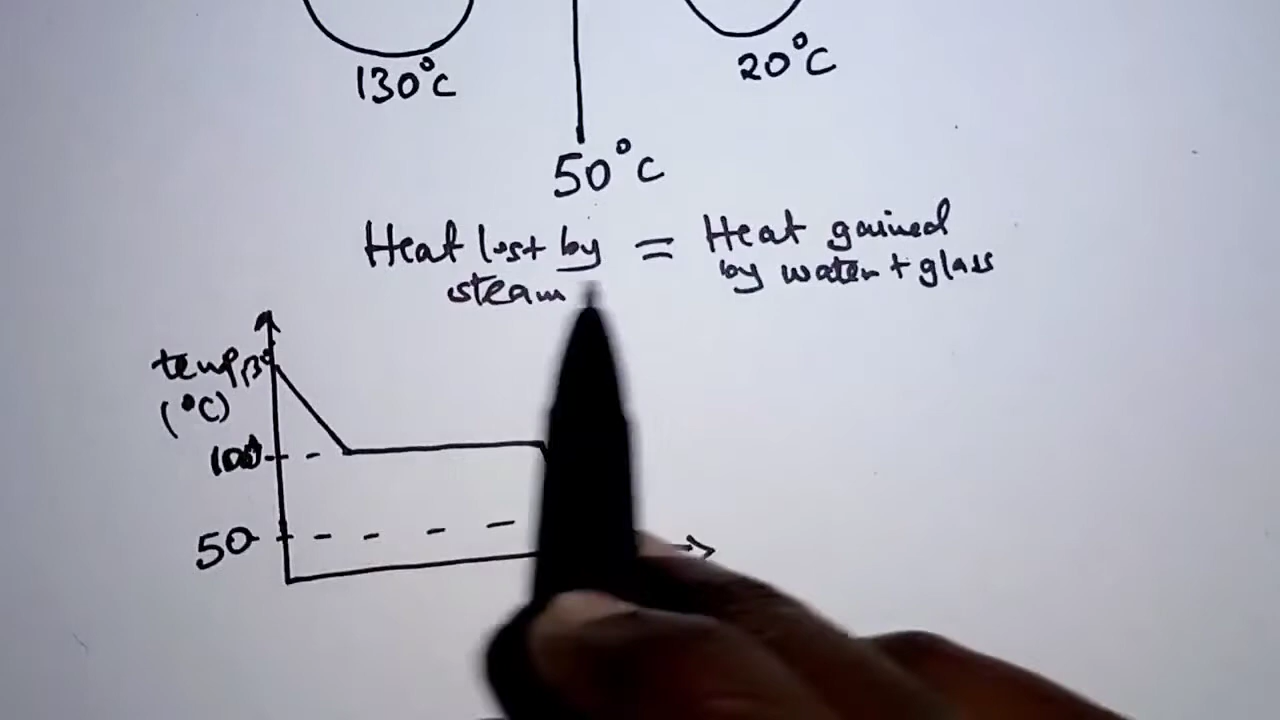 130°C
20°C
50°C
Heat lost by = Heat gained
steam by water + glass
temp
(°C)
100
50